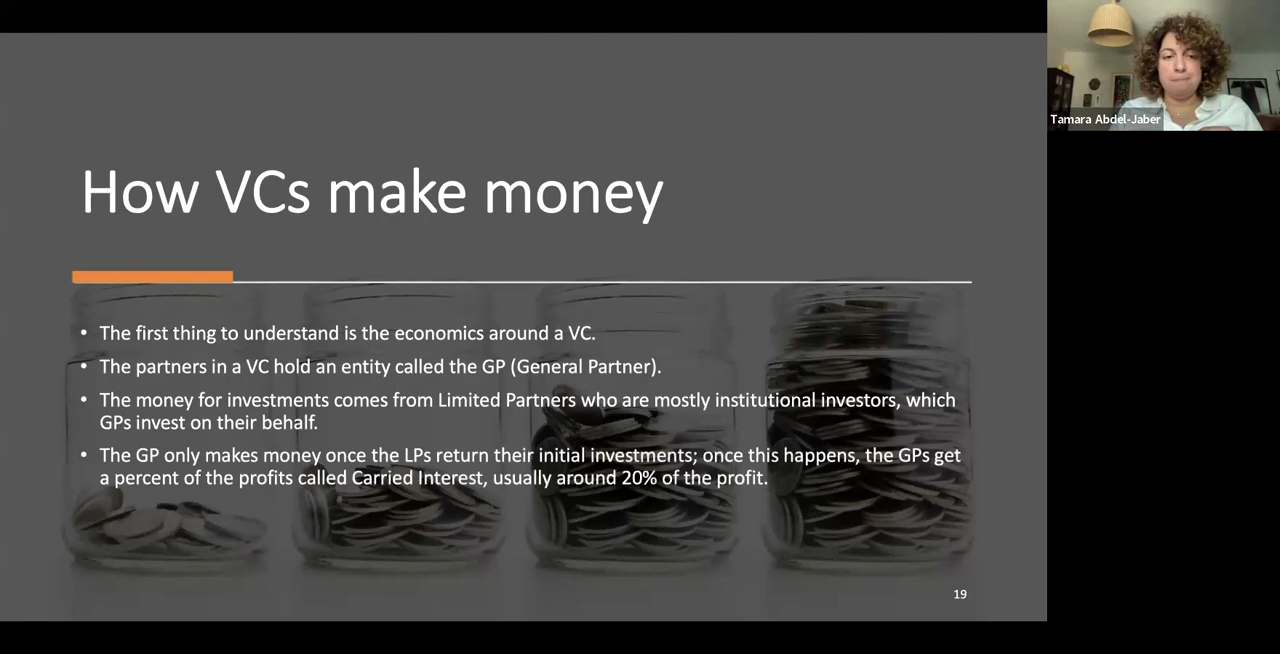 How VCs make money
• The first thing to understand is the economics around a VC.
• The partners in a VC hold an entity called the GP (General Partner).
• The money for investments comes from Limited Partners who are mostly institutional investors, which
GPs invest on their behalf.
• The GP only makes money once the LPs return their initial investments; once this happens, the GPs get
a percent of the profits called Carried Interest, usually around 20% of the profit.
19
Tamara Abdel-Jaber